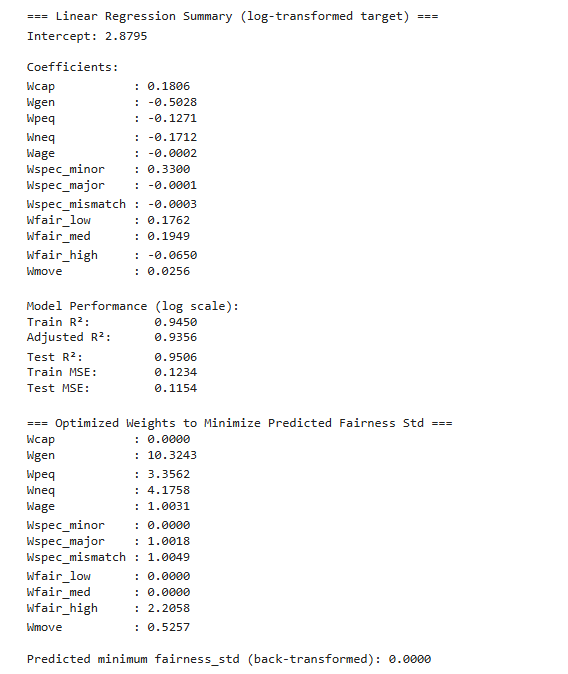 === Linear Regression Summary (log-transformed target) ===
Intercept: 2.8795
Coefficients:
Wcap : 0.1806
Wgen : -0.5028
Wpeq : -0.1271
Wneq : -0.1712
Wage : -0.0002
Wspec_minor : 0.3300
Wspec_major : -0.0001
Wspec_mismatch : -0.0003
Wfair_low : 0.1762
Wfair_med : 0.1949
Wfair_high : -0.0650
Wmove : 0.0256
Model Performance (log scale):
Train R²: 0.9450
Adjusted R²: 0.9356
Test R²: 0.9506
Train MSE: 0.1234
Test MSE: 0.1154
=== Optimized Weights to Minimize Predicted Fairness Std ===
Wcap : 0.0000
Wgen : 10.3243
Wpeq : 3.3562
Wneq : 4.1758
Wage : 1.0031
Wspec_minor : 0.0000
Wspec_major : 1.0018
Wspec_mismatch : 1.0049
Wfair_low : 0.0000
Wfair_med : 0.0000
Wfair_high : 2.2058
Wmove : 0.5257
Predicted minimum fairness_std (back-transformed): 0.0000